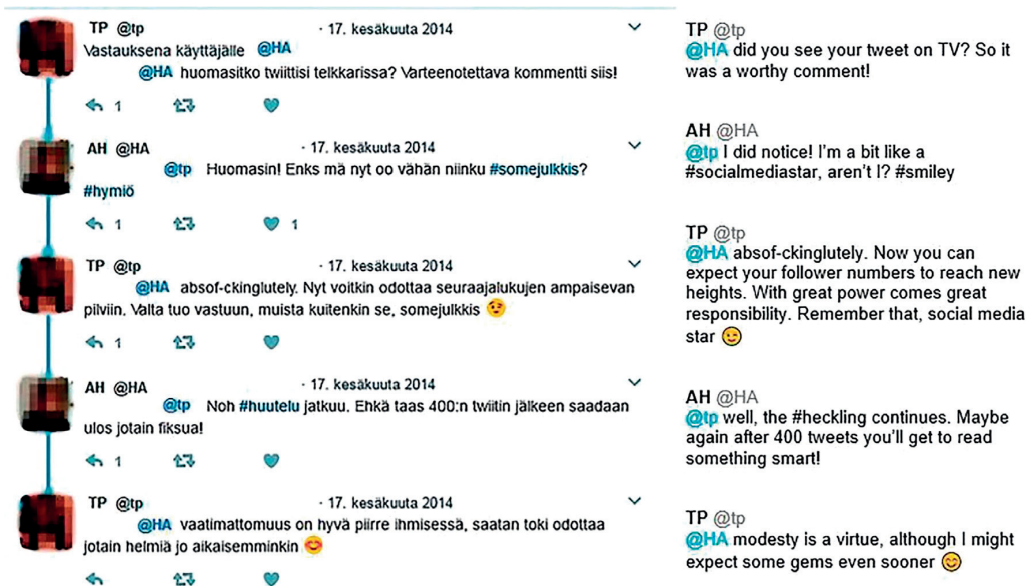 TP @tp · 17. kesäkuuta 2014
Vastauksena käyttäjälle @HA
@HA huomasitko twiittisi telkkarissa? Varteenotettava kommentti siis!
1
AH @HA · 17. kesäkuuta 2014
@tp Huomasin! Enks mä nyt oo vähän niinku #somejulkkis?
#hymiö
1 1
TP @tp · 17. kesäkuuta 2014
@HA absof-ckinglutely. Nyt voitkin odottaa seuraajalukujen ampaisevan
pilviin. Valta tuo vastuun, muista kuitenkin se, somejulkkis 😉
1
AH @HA · 17. kesäkuuta 2014
@tp Noh #huutelu jatkuu. Ehkä taas 400:n twiitin jälkeen saadaan
ulos jotain fiksua!
1
TP @tp · 17. kesäkuuta 2014
@HA vaatimattomuus on hyvä piirre ihmisessä, saatan toki odottaa
jotain helmiä jo aikaisemminkin 😊
TP @tp
@HA did you see your tweet on TV? So it
was a worthy comment!
AH @HA
@tp I did notice! I'm a bit like a
#socialmediastar, aren't I? #smiley
TP @tp
@HA absof-ckinglutely. Now you can
expect your follower numbers to reach new
heights. With great power comes great
responsibility. Remember that, social media
star 😉
AH @HA
@tp well, the #heckling continues. Maybe
again after 400 tweets you'll get to read
something smart!
TP @tp
@HA modesty is a virtue, although I might
expect some gems even sooner 😊